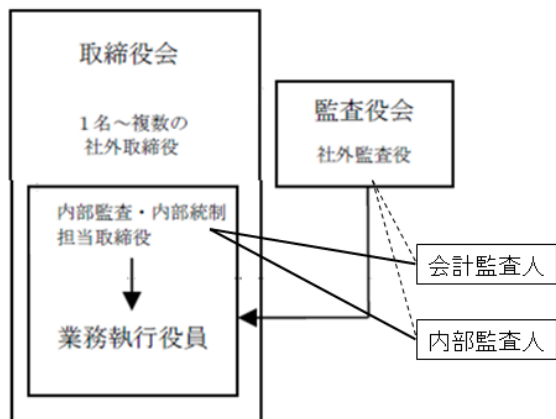 取締役会
1名～複数の
社外取締役
監査役会
社外監査役
内部監査・内部統制
担当取締役
業務執行役員
会計監査人
内部監査人